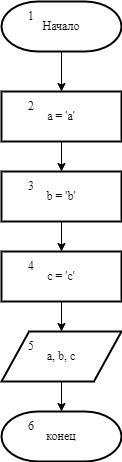 1
Начало
2
a = 'a'
3
b = 'b'
4
c = 'c'
5
a, b, c
6
конец